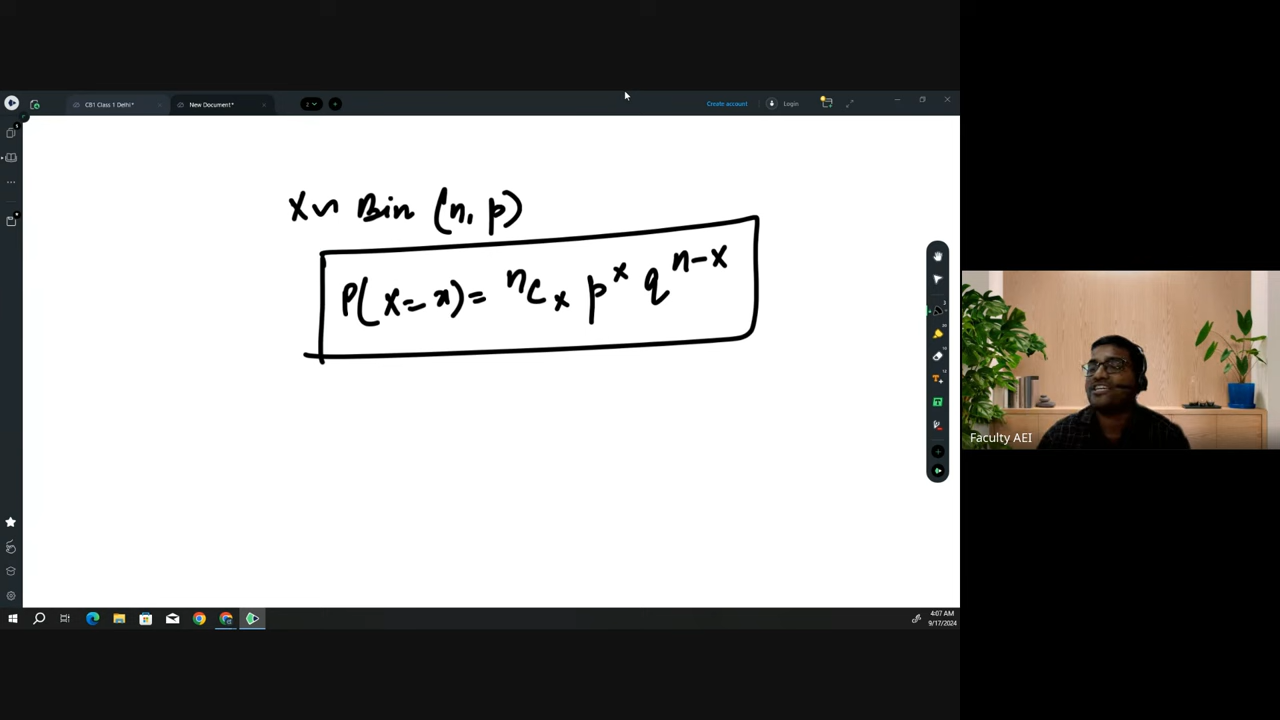 CB1 Class 1 Delhi*
New Document*
2
Create account
Login
X ~ Bin (n, p)
P(X = x) = ⁿCₓ pˣ qⁿ⁻ˣ
Faculty AEI
4:07 AM
9/17/2024